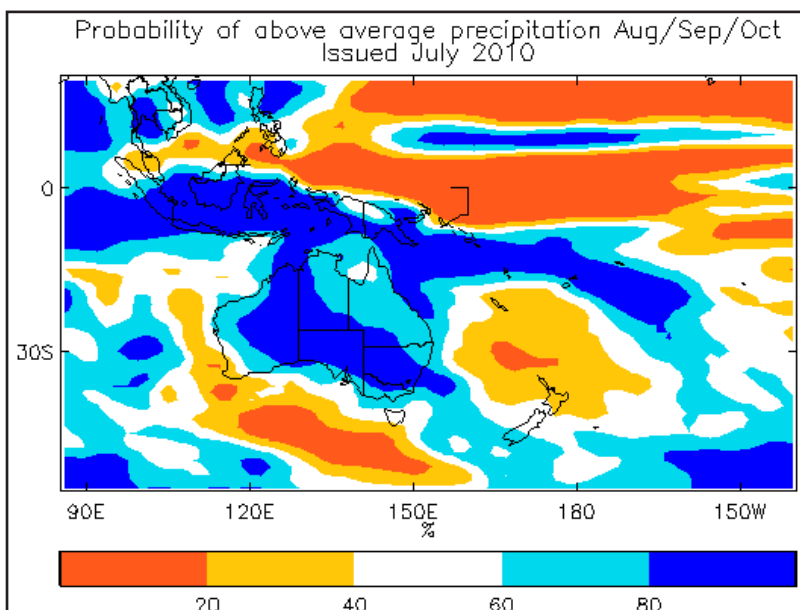 Probability of above average precipitation Aug/Sep/Oct
Issued July 2010
0
30S
90E 120E 150E 180 150W
%
20 40 60 80